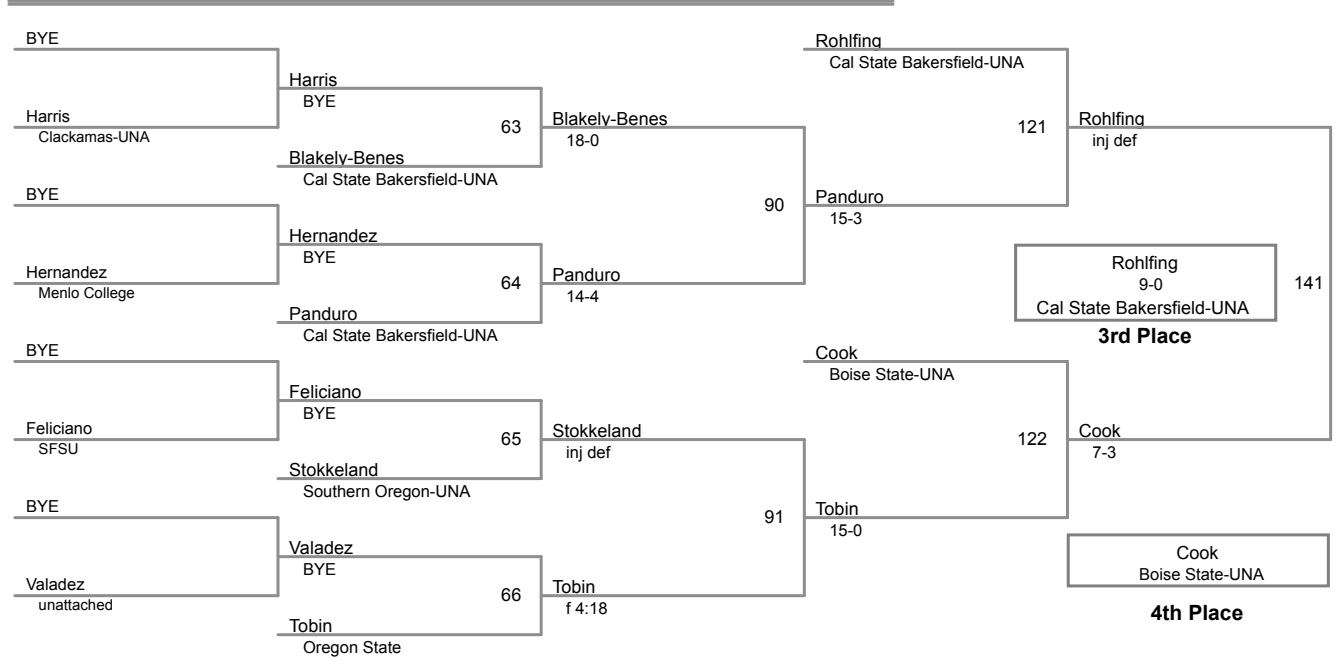 BYE
Harris
Clackamas-UNA
BYE
Hernandez
Menlo College
BYE
Feliciano
SFSU
BYE
Valadez
unattached
Harris
BYE
63
Blakely-Benes
Cal State Bakersfield-UNA
Hernandez
BYE
64
Panduro
Cal State Bakersfield-UNA
Feliciano
BYE
65
Stokkeland
Southern Oregon-UNA
Valadez
BYE
66
Tobin
Oregon State
Blakely-Benes
18-0
90
Panduro
14-4
Stokkeland
inj def
91
Tobin
f 4:18
Rohlfing
Cal State Bakersfield-UNA
121
Panduro
15-3
Cook
Boise State-UNA
122
Tobin
15-0
Rohlfing
inj def
141
Cook
7-3
Rohlfing
9-0
Cal State Bakersfield-UNA
3rd Place
Cook
Boise State-UNA
4th Place